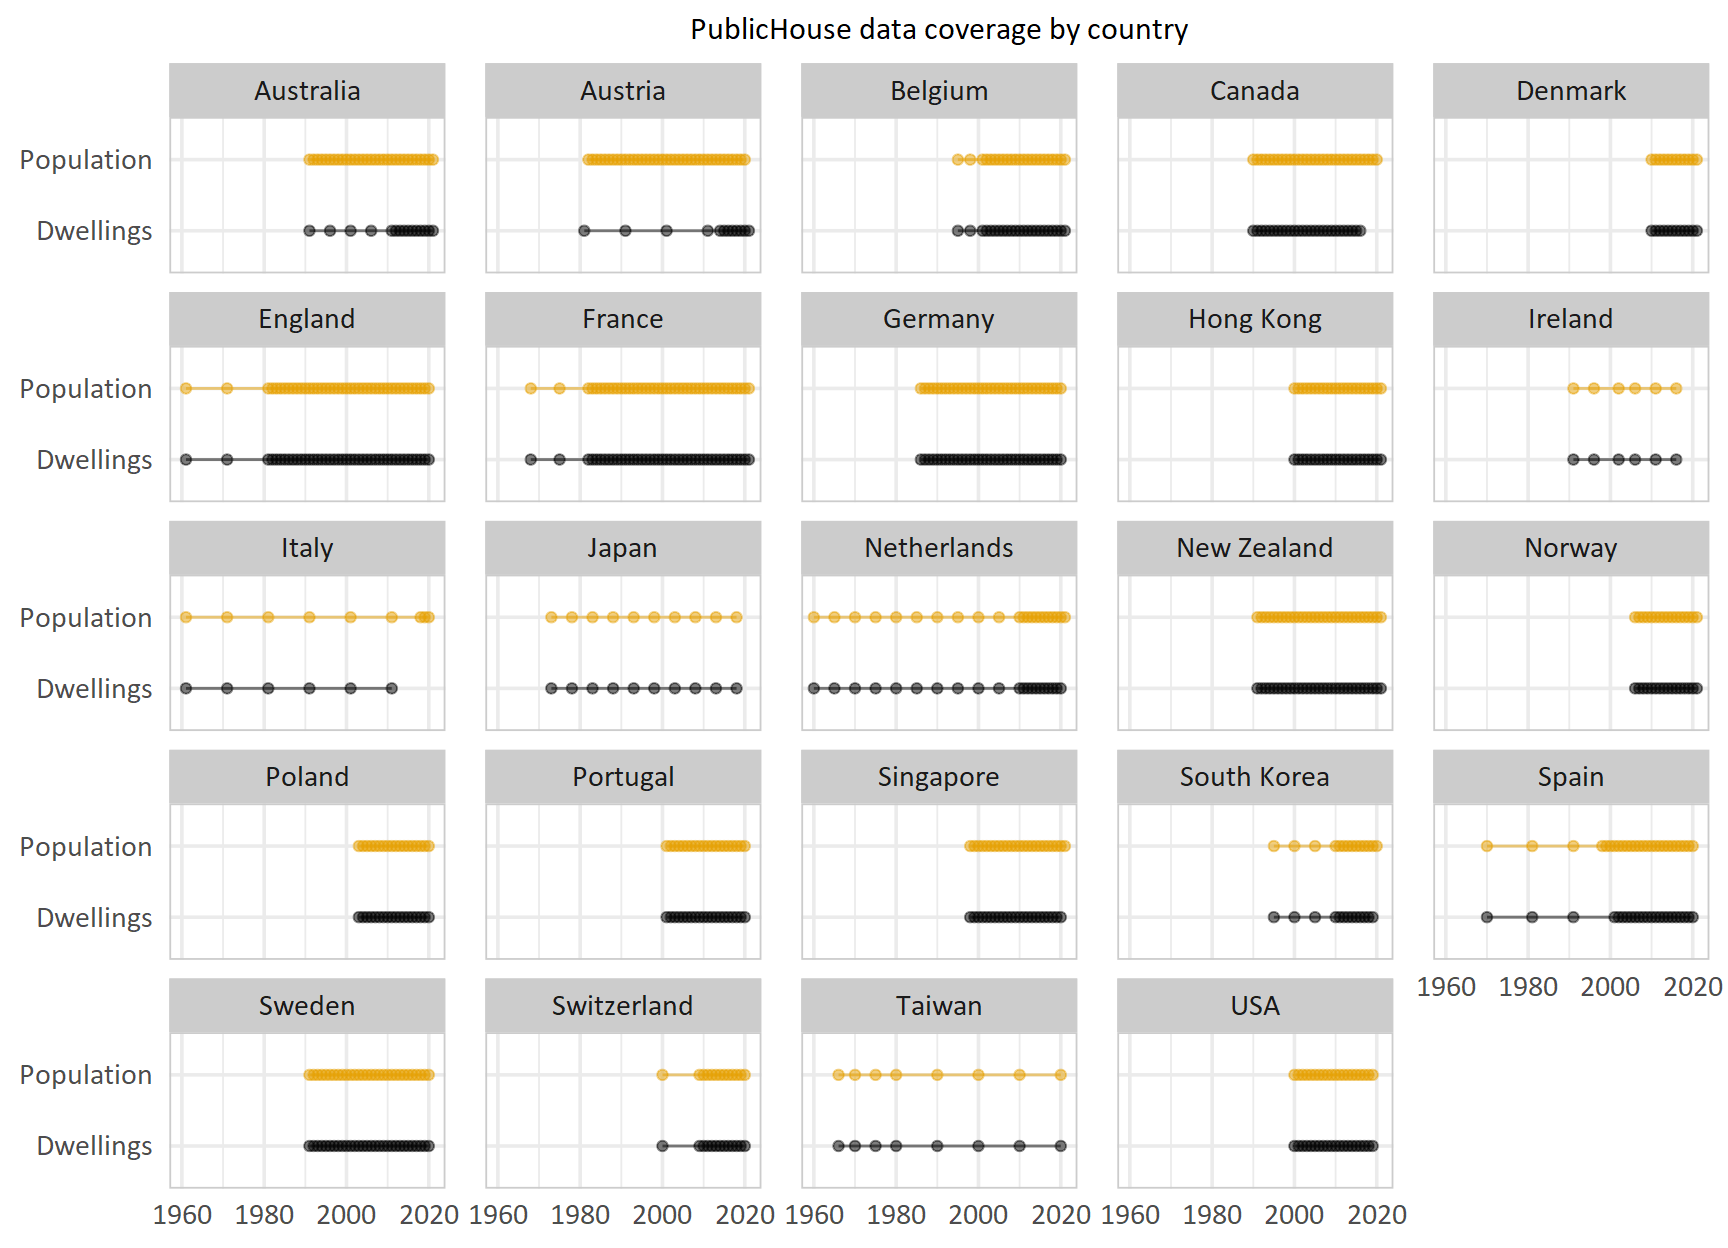 PublicHouse data coverage by country
Australia Austria Belgium Canada Denmark
Population
Dwellings
England France Germany Hong Kong Ireland
Population
Dwellings
Italy Japan Netherlands New Zealand Norway
Population
Dwellings
Poland Portugal Singapore South Korea Spain
Population
Dwellings
1960 1980 2000 2020
Sweden Switzerland Taiwan USA
Population
Dwellings
1960 1980 2000 2020 1960 1980 2000 2020 1960 1980 2000 2020 1960 1980 2000 2020